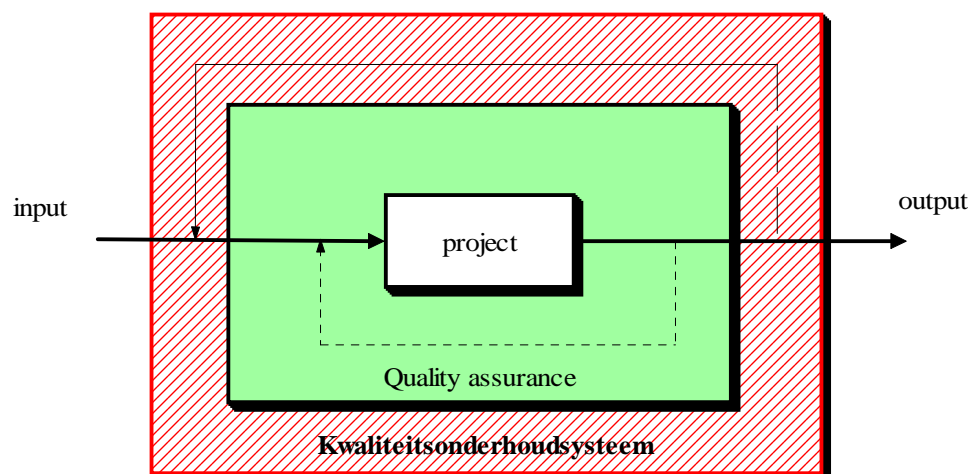 input
output
project
Quality assurance
Kwaliteitsonderhoudsysteem